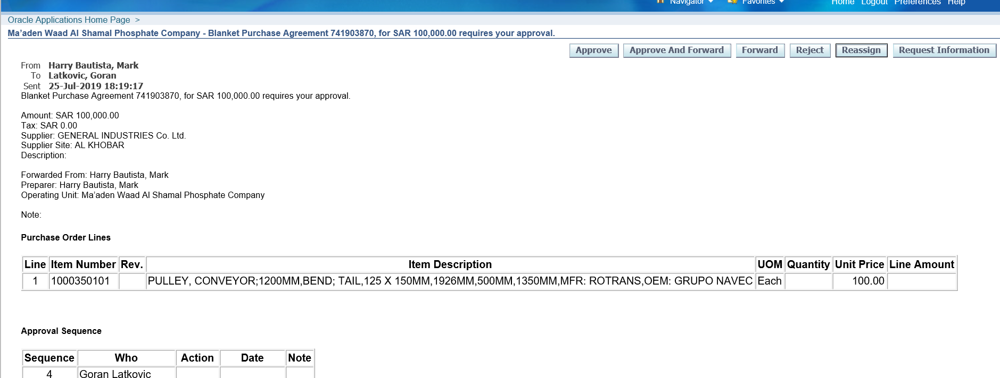 Navigator Favorites Home Logout Preferences Help
Oracle Applications Home Page >
Ma’aden Waad Al Shamal Phosphate Company - Blanket Purchase Agreement 741903870, for SAR 100,000.00 requires your approval.
Approve Approve And Forward Forward Reject Reassign Request Information
From Harry Bautista, Mark
To Latkovic, Goran
Sent 25-Jul-2019 18:19:17
Blanket Purchase Agreement 741903870, for SAR 100,000.00 requires your approval.
Amount: SAR 100,000.00
Tax: SAR 0.00
Supplier: GENERAL INDUSTRIES Co. Ltd.
Supplier Site: AL KHOBAR
Description:
Forwarded From: Harry Bautista, Mark
Preparer: Harry Bautista, Mark
Operating Unit: Ma’aden Waad Al Shamal Phosphate Company
Note:
Purchase Order Lines
Line Item Number Rev. Item Description UOM Quantity Unit Price Line Amount
1 1000350101 PULLEY, CONVEYOR;1200MM,BEND; TAIL,125 X 150MM,1926MM,500MM,1350MM,MFR: ROTRANS,OEM: GRUPO NAVEC Each 100.00
Approval Sequence
Sequence Who Action Date Note
4 Goran Latkovic